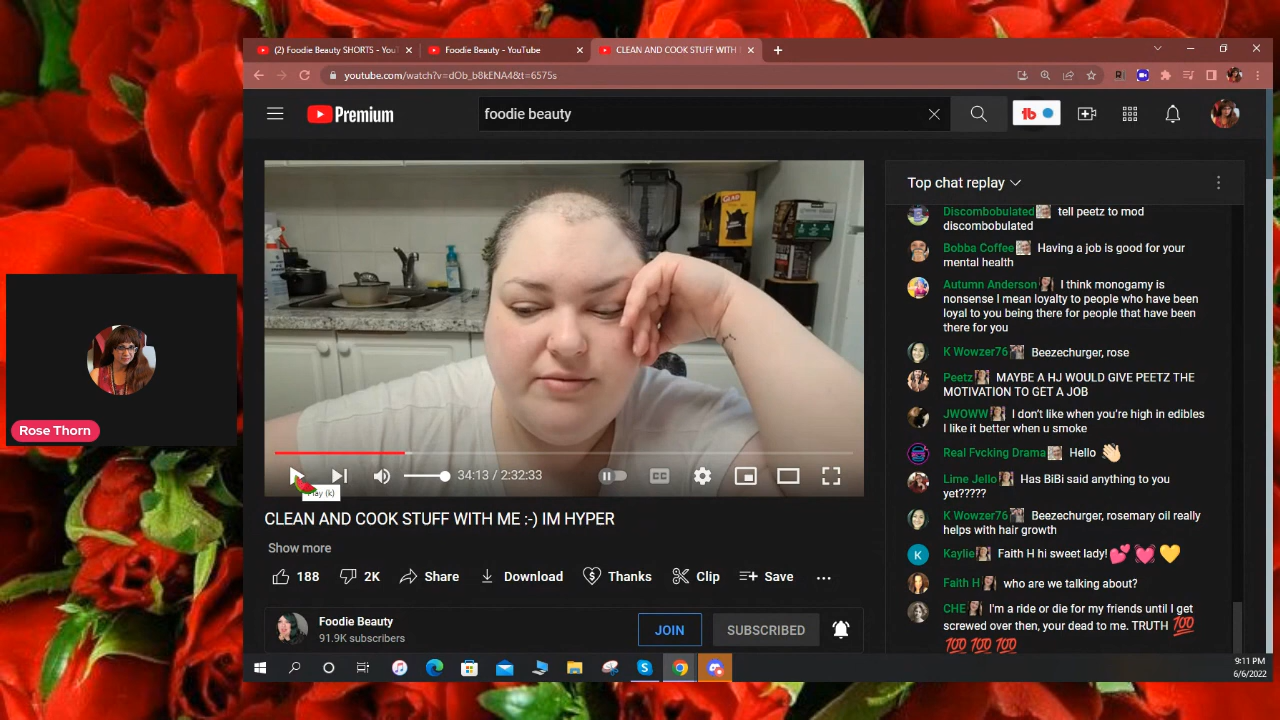 (2) Foodie Beauty SHORTS - You
Foodie Beauty - YouTube
CLEAN AND COOK STUFF WITH
youtube.com/watch?v=dOb_b8kENA4&t=6575s
Premium
foodie beauty
tb
Top chat replay
Discombobulated tell peetz to mod
discombobulated
Bobba Coffee Having a job is good for your
mental health
Autumn Anderson I think monogamy is
nonsense I mean loyalty to people who have been
loyal to you being there for people that have been
there for you
K Wowzer76 Beezechurger, rose
Peetz MAYBE A HJ WOULD GIVE PEETZ THE
MOTIVATION TO GET A JOB
JWOWW I don't like when you're high in edibles
I like it better when u smoke
Real Fvcking Drama Hello 👋🏻
Lime Jello Has BiBi said anything to you
yet?????
K Wowzer76 Beezechurger, rosemary oil really
helps with hair growth
K Kaylie Faith H hi sweet lady!💕💓💛
Faith H who are we talking about?
CHE I'm a ride or die for my friends until I get
screwed over then, your dead to me. TRUTH 💯
💯 💯 💯
GLAD
34:13 / 2:32:33
CC
Play (k)
CLEAN AND COOK STUFF WITH ME :-) IM HYPER
Show more
188
2K
Share
Download
Thanks
Clip
Save
Foodie Beauty
91.9K subscribers
JOIN
SUBSCRIBED
Rose Thorn
9:11 PM
6/6/2022